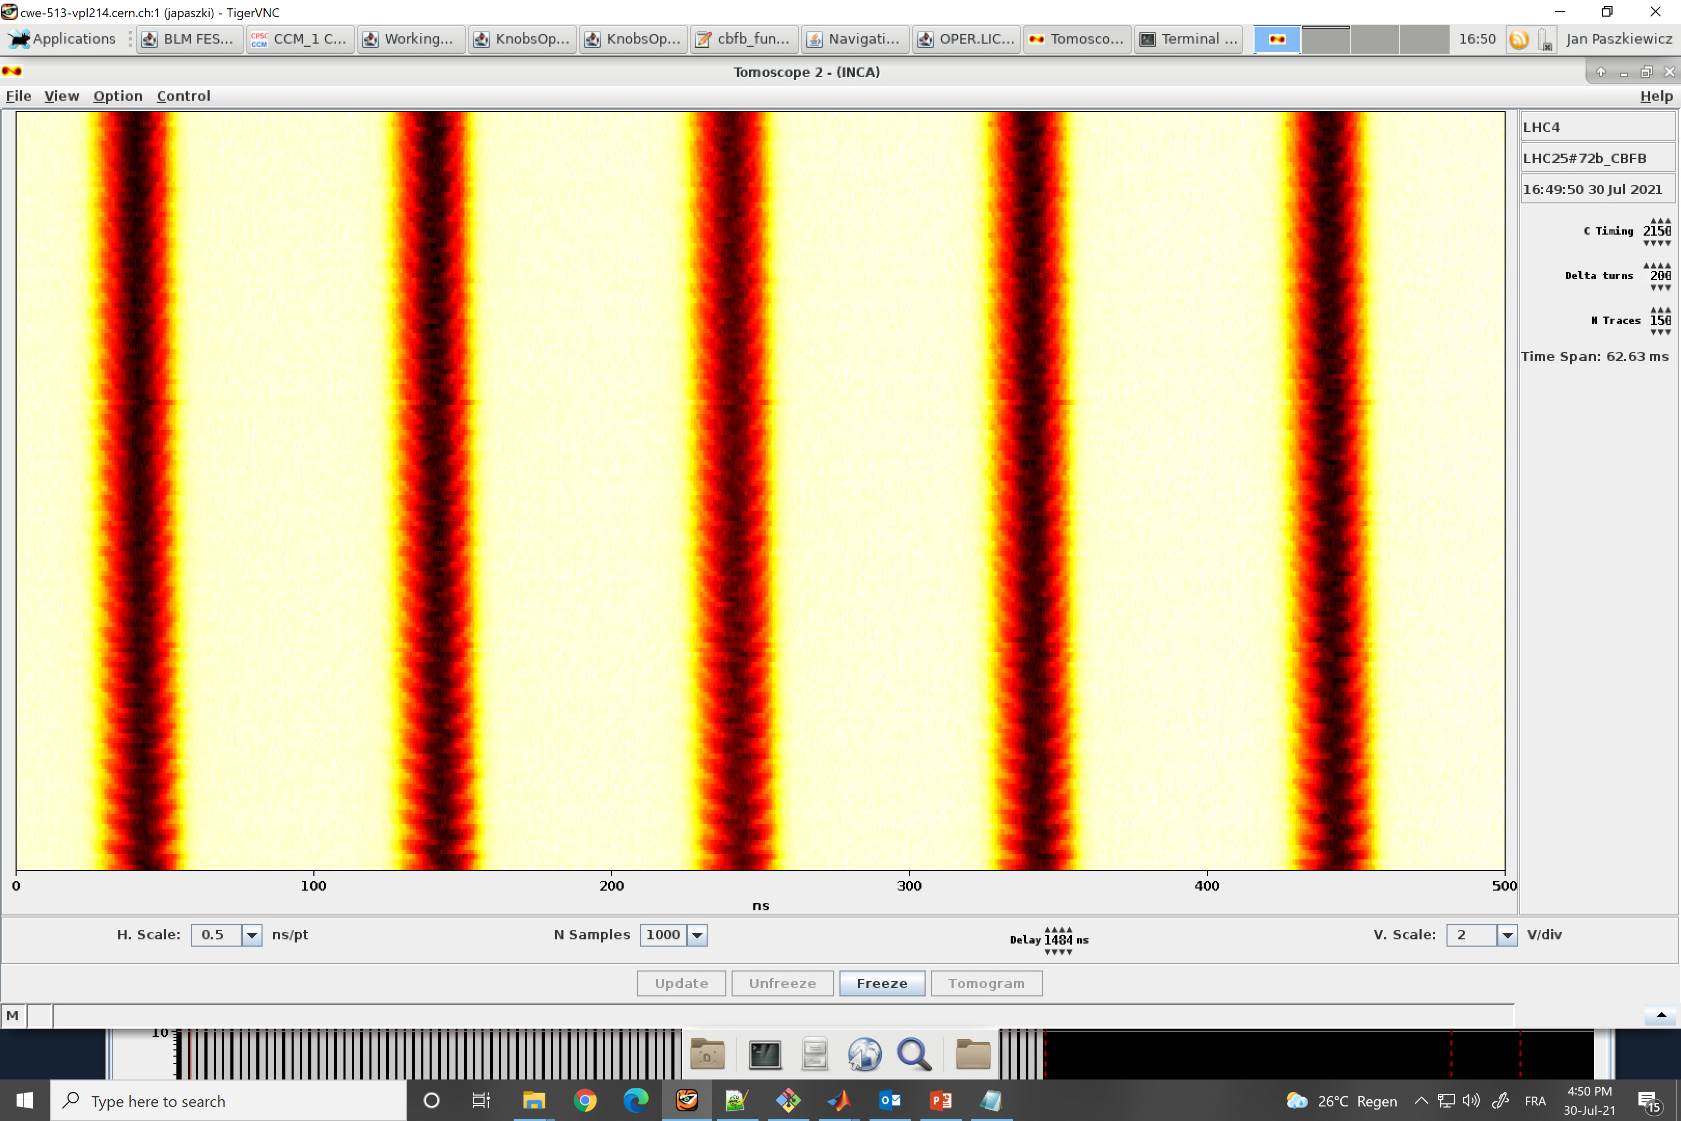 cwe-513-vpl214.cern.ch:1 (japaszki) - TigerVNC
Applications
BLM FES...
CPSC CCM
CCM_1 C...
Working...
KnobsOp...
KnobsOp...
cbfb_fun...
Navigati...
OPER.LIC...
Tomosco...
Terminal ...
16:50
Jan Paszkiewicz
Tomoscope 2 - (INCA)
File View Option Control Help
LHC4
LHC25#72b_CBFB
16:49:50 30 Jul 2021
C Timing 2150
Delta turns 200
N Traces 150
Time Span: 62.63 ms
0 100 200 300 400 500
ns
H. Scale: 0.5 ns/pt
N Samples 1000
Delay 1484 ns
V. Scale: 2 V/div
Update Unfreeze Freeze Tomogram
M
10
Type here to search
26°C Regen
FRA
4:50 PM
30-Jul-21
15